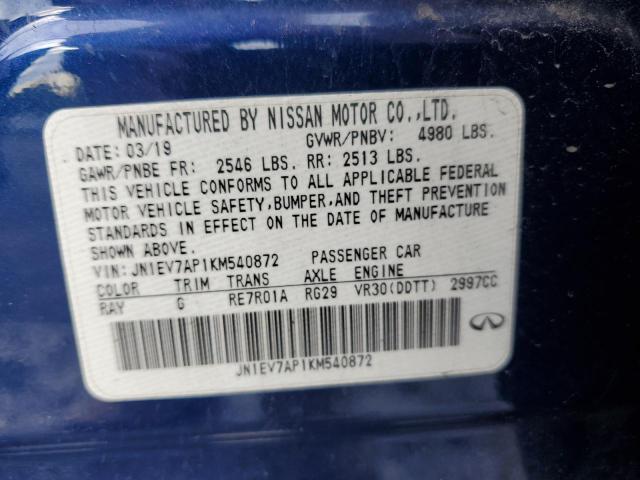 MANUFACTURED BY NISSAN MOTOR CO.,LTD.
DATE: 03/19 GVWR/PNBV: 4980 LBS.
GAWR/PNBE FR: 2546 LBS. RR: 2513 LBS.
THIS VEHICLE CONFORMS TO ALL APPLICABLE FEDERAL
MOTOR VEHICLE SAFETY,BUMPER,AND THEFT PREVENTION
STANDARDS IN EFFECT ON THE DATE OF MANUFACTURE
SHOWN ABOVE.
VIN: JN1EV7AP1KM540872 PASSENGER CAR
COLOR TRIM TRANS AXLE ENGINE
RAY G RE7R01A RG29 VR30(DDTT) 2997CC
JN1EV7AP1KM540872